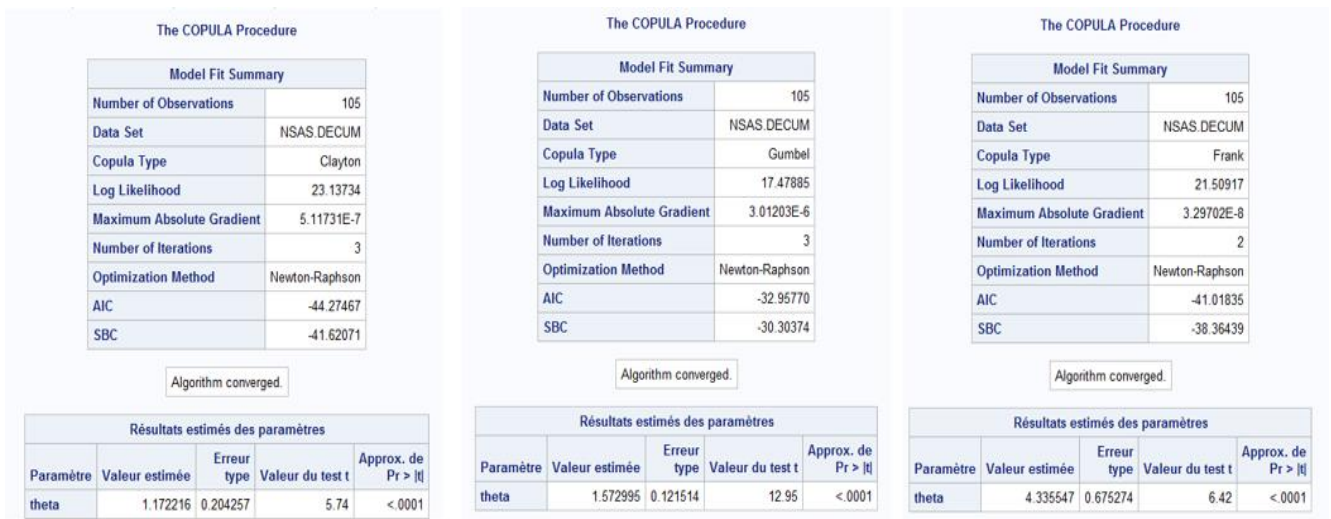 The COPULA Procedure
Model Fit Summary
Number of Observations 105
Data Set NSAS.DECUM
Copula Type Clayton
Log Likelihood 23.13734
Maximum Absolute Gradient 5.11731E-7
Number of Iterations 3
Optimization Method Newton-Raphson
AIC -44.27467
SBC -41.62071
Algorithm converged.
Résultats estimés des paramètres
Paramètre Valeur estimée Erreur type Valeur du test t Approx. de Pr > |t|
theta 1.172216 0.204257 5.74 <.0001
The COPULA Procedure
Model Fit Summary
Number of Observations 105
Data Set NSAS.DECUM
Copula Type Gumbel
Log Likelihood 17.47885
Maximum Absolute Gradient 3.01203E-6
Number of Iterations 3
Optimization Method Newton-Raphson
AIC -32.95770
SBC -30.30374
Algorithm converged.
Résultats estimés des paramètres
Paramètre Valeur estimée Erreur type Valeur du test t Approx. de Pr > |t|
theta 1.572995 0.121514 12.95 <.0001
The COPULA Procedure
Model Fit Summary
Number of Observations 105
Data Set NSAS.DECUM
Copula Type Frank
Log Likelihood 21.50917
Maximum Absolute Gradient 3.29702E-8
Number of Iterations 2
Optimization Method Newton-Raphson
AIC -41.01835
SBC -38.36439
Algorithm converged.
Résultats estimés des paramètres
Paramètre Valeur estimée Erreur type Valeur du test t Approx. de Pr > |t|
theta 4.335547 0.675274 6.42 <.0001